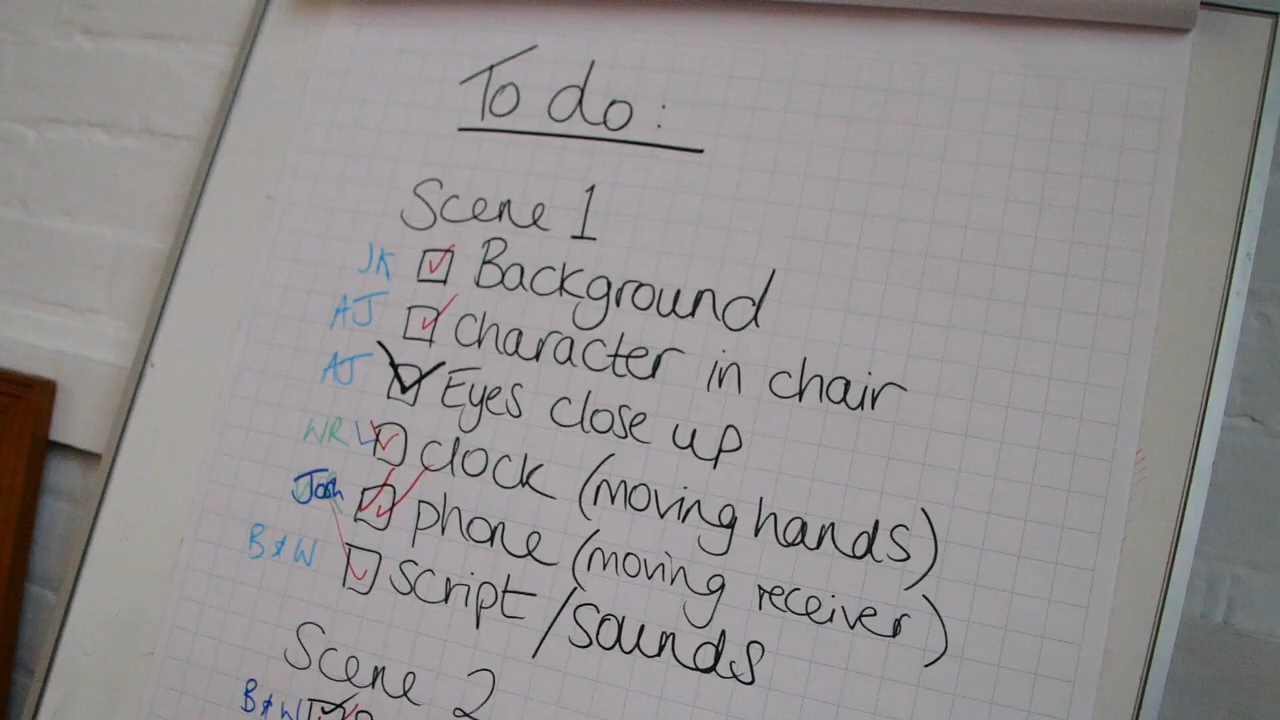 To do:
Scene 1
JK Background
AJ character in chair
AJ Eyes close up
WR clock (moving hands)
Josh phone (moving receiver)
B&W script/sounds
Scene 2
B&W